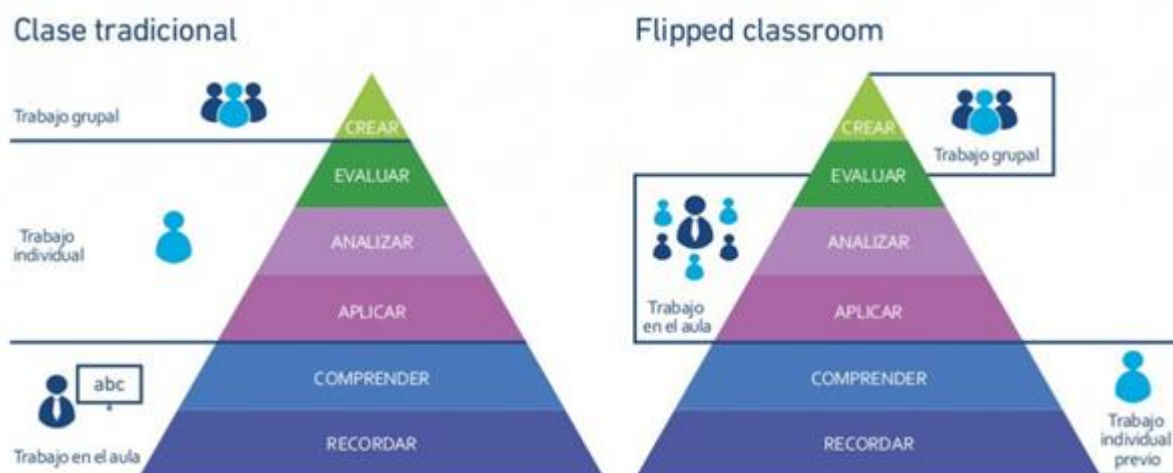 Clase tradicional
Trabajo grupal
Trabajo
individual
abc
Trabajo en el aula
CREAR
EVALUAR
ANALIZAR
APLICAR
COMPRENDER
RECORDAR
Flipped classroom
Trabajo grupal
Trabajo
en el aula
CREAR
EVALUAR
ANALIZAR
APLICAR
COMPRENDER
RECORDAR
Trabajo
individual
previo